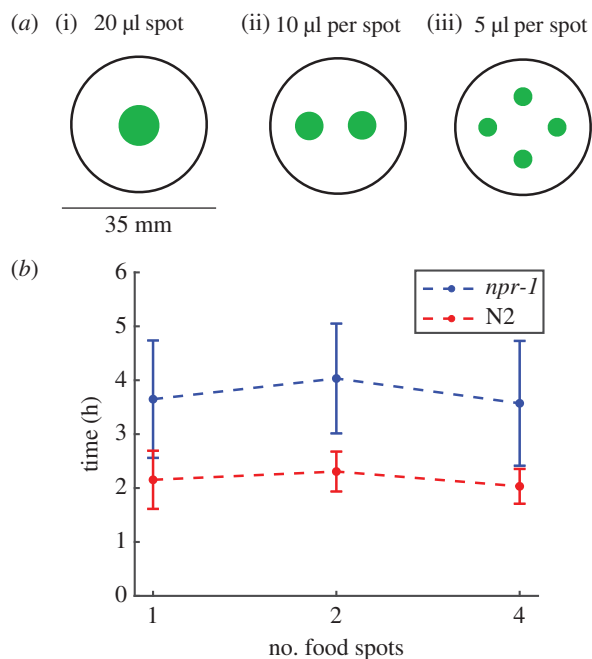 (a) (i) 20 µl spot (ii) 10 µl per spot (iii) 5 µl per spot
35 mm
(b)
6
5
4
3
2
1
0
time (h)
npr-1
N2
1 2 4
no. food spots